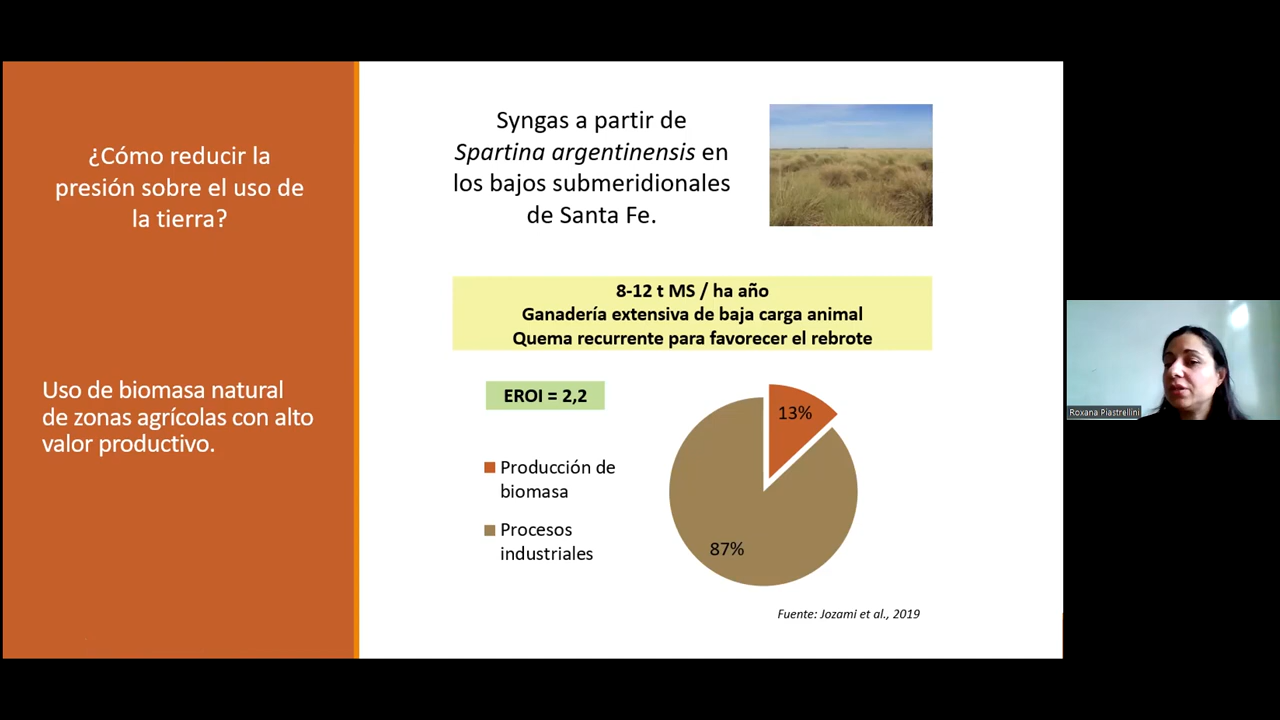 ¿Cómo reducir la
presión sobre el uso de
la tierra?
Uso de biomasa natural
de zonas agrícolas con alto
valor productivo.
Syngas a partir de
Spartina argentinensis en
los bajos submeridionales
de Santa Fe.
8-12 t MS / ha año
Ganadería extensiva de baja carga animal
Quema recurrente para favorecer el rebrote
EROI = 2,2
Producción de
biomasa
Procesos
industriales
13%
87%
Fuente: Jozami et al., 2019
Roxana Piastrellini